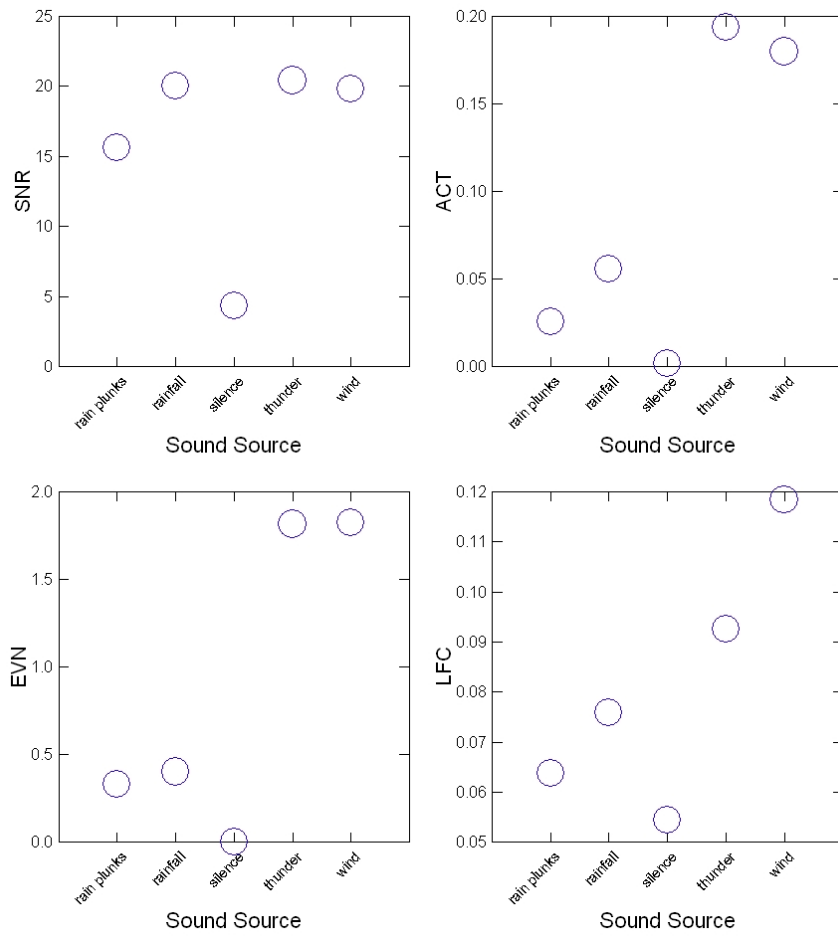 25
20
15
10
5
0
SNR
rain plunks
rainfall
silence
thunder
wind
Sound Source
0.20
0.15
0.10
0.05
0.00
ACT
rain plunks
rainfall
silence
thunder
wind
Sound Source
2.0
1.5
1.0
0.5
0.0
EVN
rain plunks
rainfall
silence
thunder
wind
Sound Source
0.12
0.11
0.09
0.08
0.07
0.06
0.05
LFC
rain plunks
rainfall
silence
thunder
wind
Sound Source